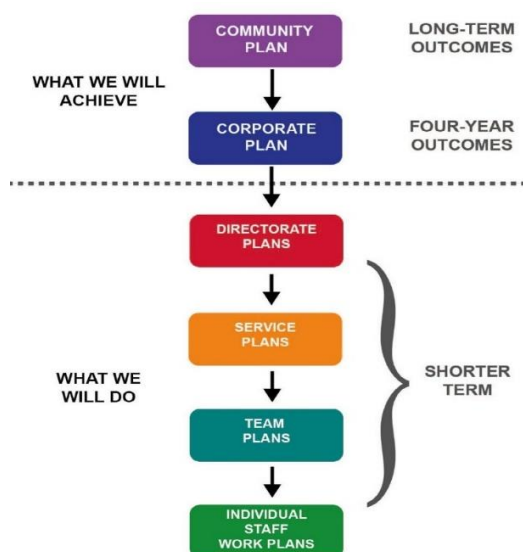 COMMUNITY
PLAN
LONG-TERM
OUTCOMES
WHAT WE WILL
ACHIEVE
CORPORATE
PLAN
FOUR-YEAR
OUTCOMES
DIRECTORATE
PLANS
SERVICE
PLANS
WHAT WE
WILL DO
SHORTER
TERM
TEAM
PLANS
INDIVIDUAL
STAFF
WORK PLANS